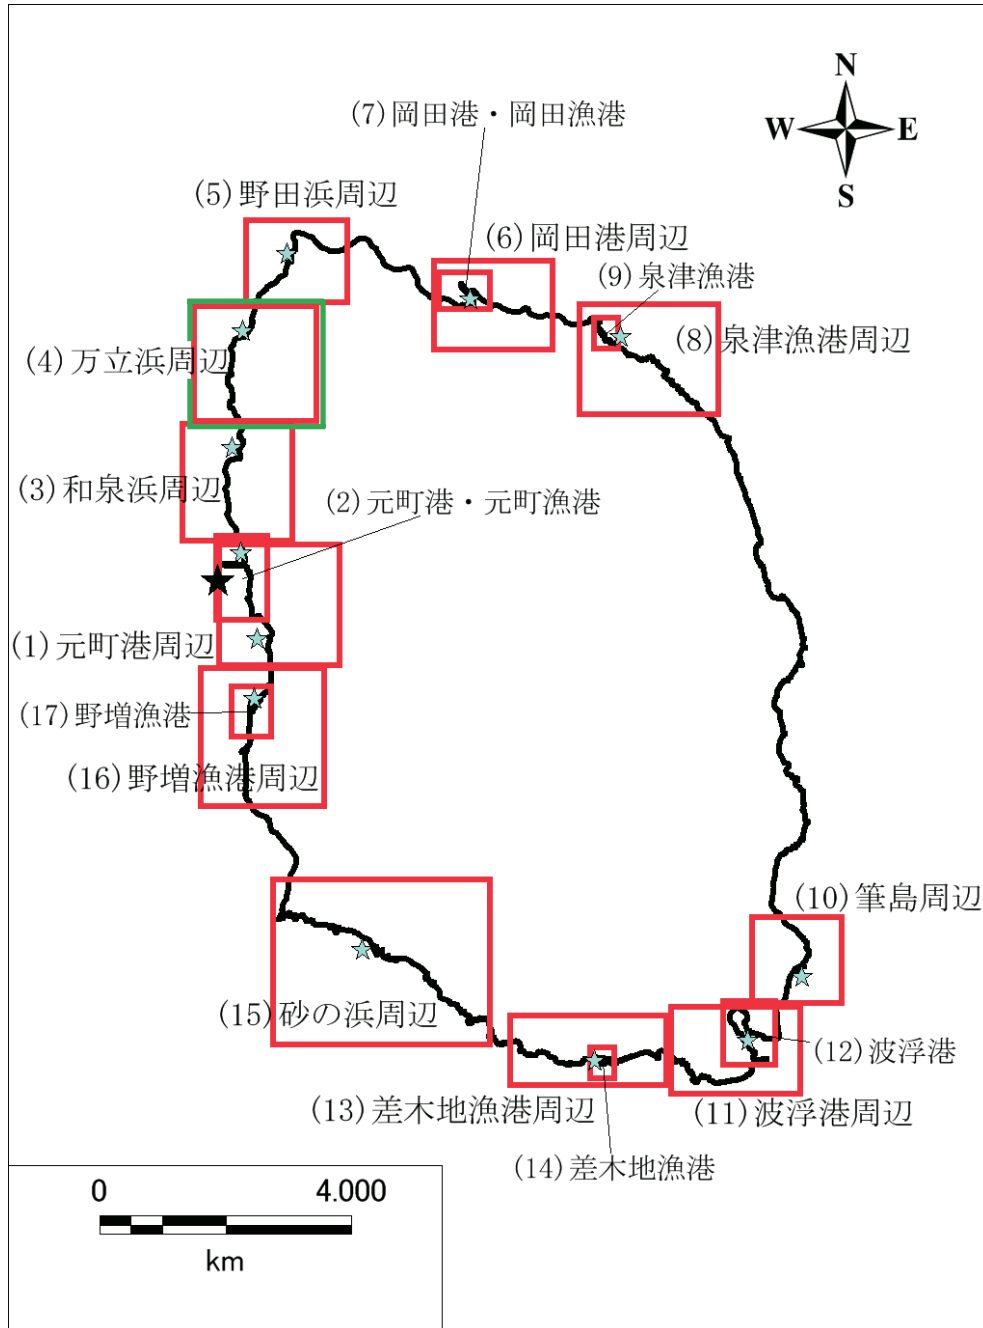 N
W
E
S
(7)岡田港・岡田漁港
(5)野田浜周辺
(6)岡田港周辺
(9)泉津漁港
(8)泉津漁港周辺
(4)万立浜周辺
(3)和泉浜周辺
(2)元町港・元町漁港
(1)元町港周辺
(17)野増漁港
(16)野増漁港周辺
(10)筆島周辺
(15)砂の浜周辺
(12)波浮港
(13)差木地漁港周辺
(11)波浮港周辺
(14)差木地漁港
0
4.000
km